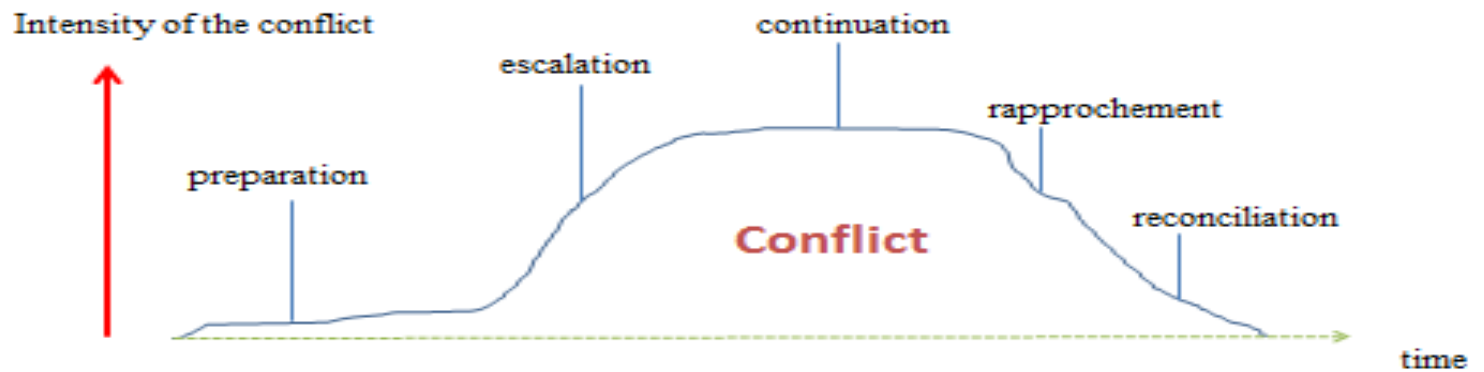 Intensity of the conflict
continuation
escalation
rapprochement
preparation
reconciliation
Conflict
time